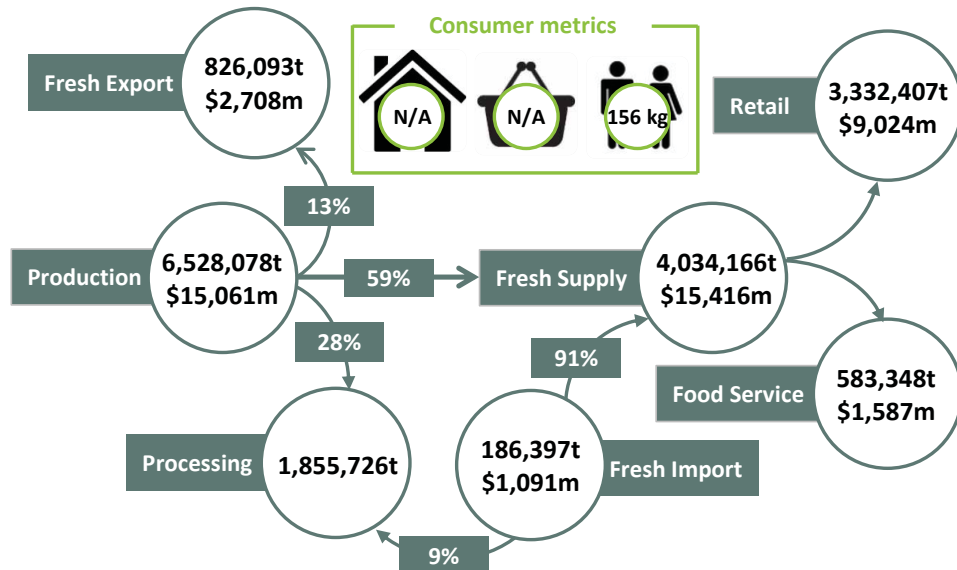 Consumer metrics
N/A
N/A
156 kg
Fresh Export
826,093t
$2,708m
Retail
3,332,407t
$9,024m
13%
Production
6,528,078t
$15,061m
59%
Fresh Supply
4,034,166t
$15,416m
28%
91%
Food Service
583,348t
$1,587m
Processing
1,855,726t
186,397t
$1,091m
Fresh Import
9%